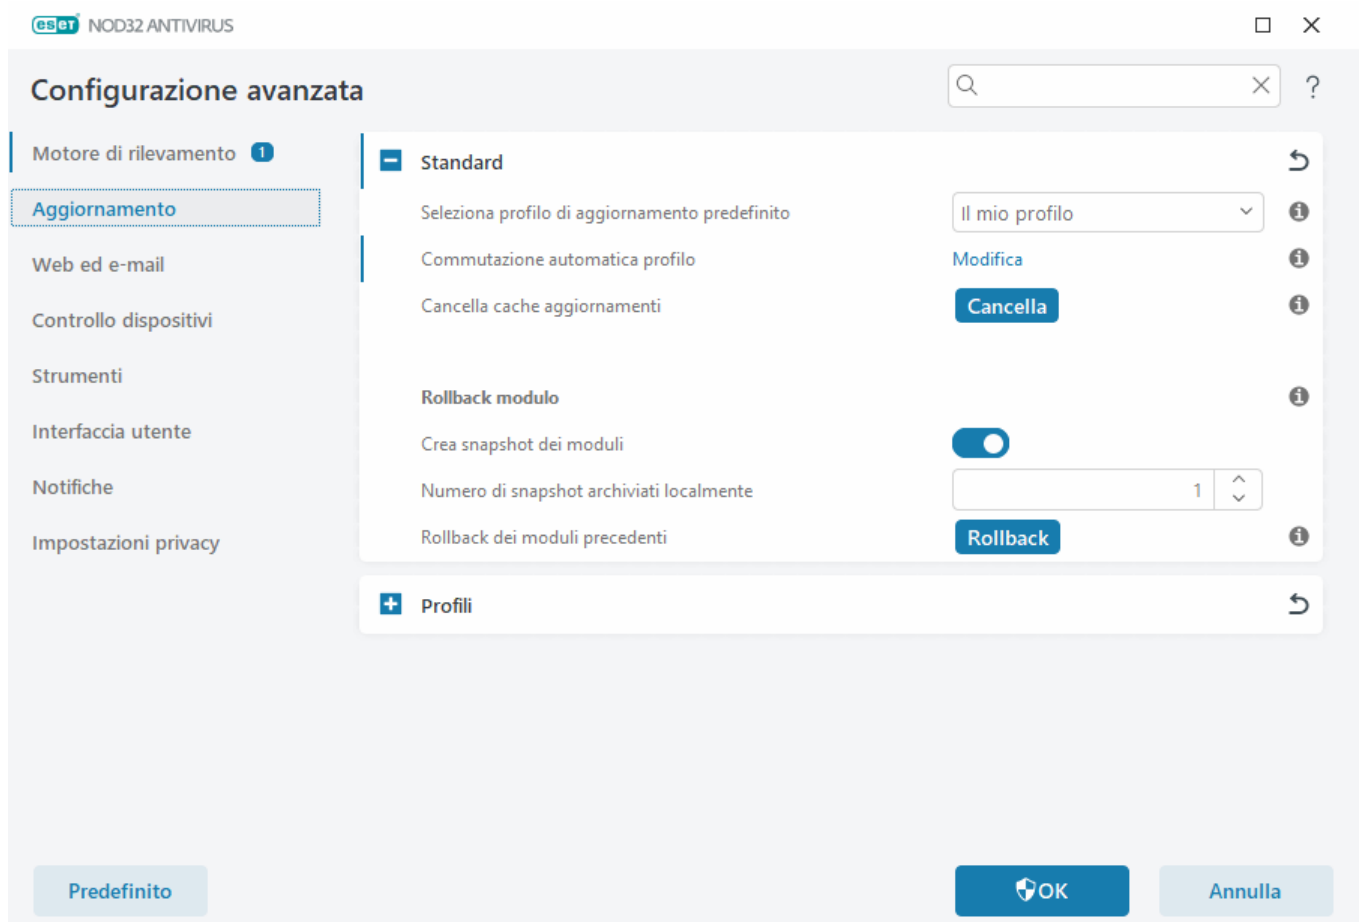 eset NOD32 ANTIVIRUS
Configurazione avanzata
?
Motore di rilevamento 1
Aggiornamento
Web ed e-mail
Controllo dispositivi
Strumenti
Interfaccia utente
Notifiche
Impostazioni privacy
Standard
Seleziona profilo di aggiornamento predefinito Il mio profilo
Commutazione automatica profilo Modifica
Cancella cache aggiornamenti Cancella
Rollback modulo
Crea snapshot dei moduli
Numero di snapshot archiviati localmente 1
Rollback dei moduli precedenti Rollback
Profili
Predefinito OK Annulla